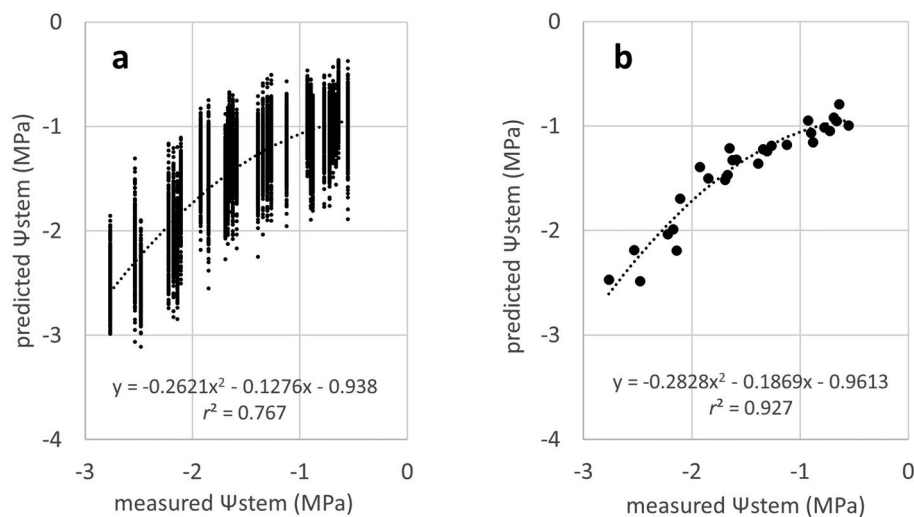 a
0
-1
-2
-3
-4
predicted Ψstem (MPa)
y = -0.2621x² - 0.1276x - 0.938
r² = 0.767
-3 -2 -1 0
measured Ψstem (MPa)
b
0
-1
-2
-3
-4
predicted Ψstem (MPa)
y = -0.2828x² - 0.1869x - 0.9613
r² = 0.927
-3 -2 -1 0
measured Ψstem (MPa)